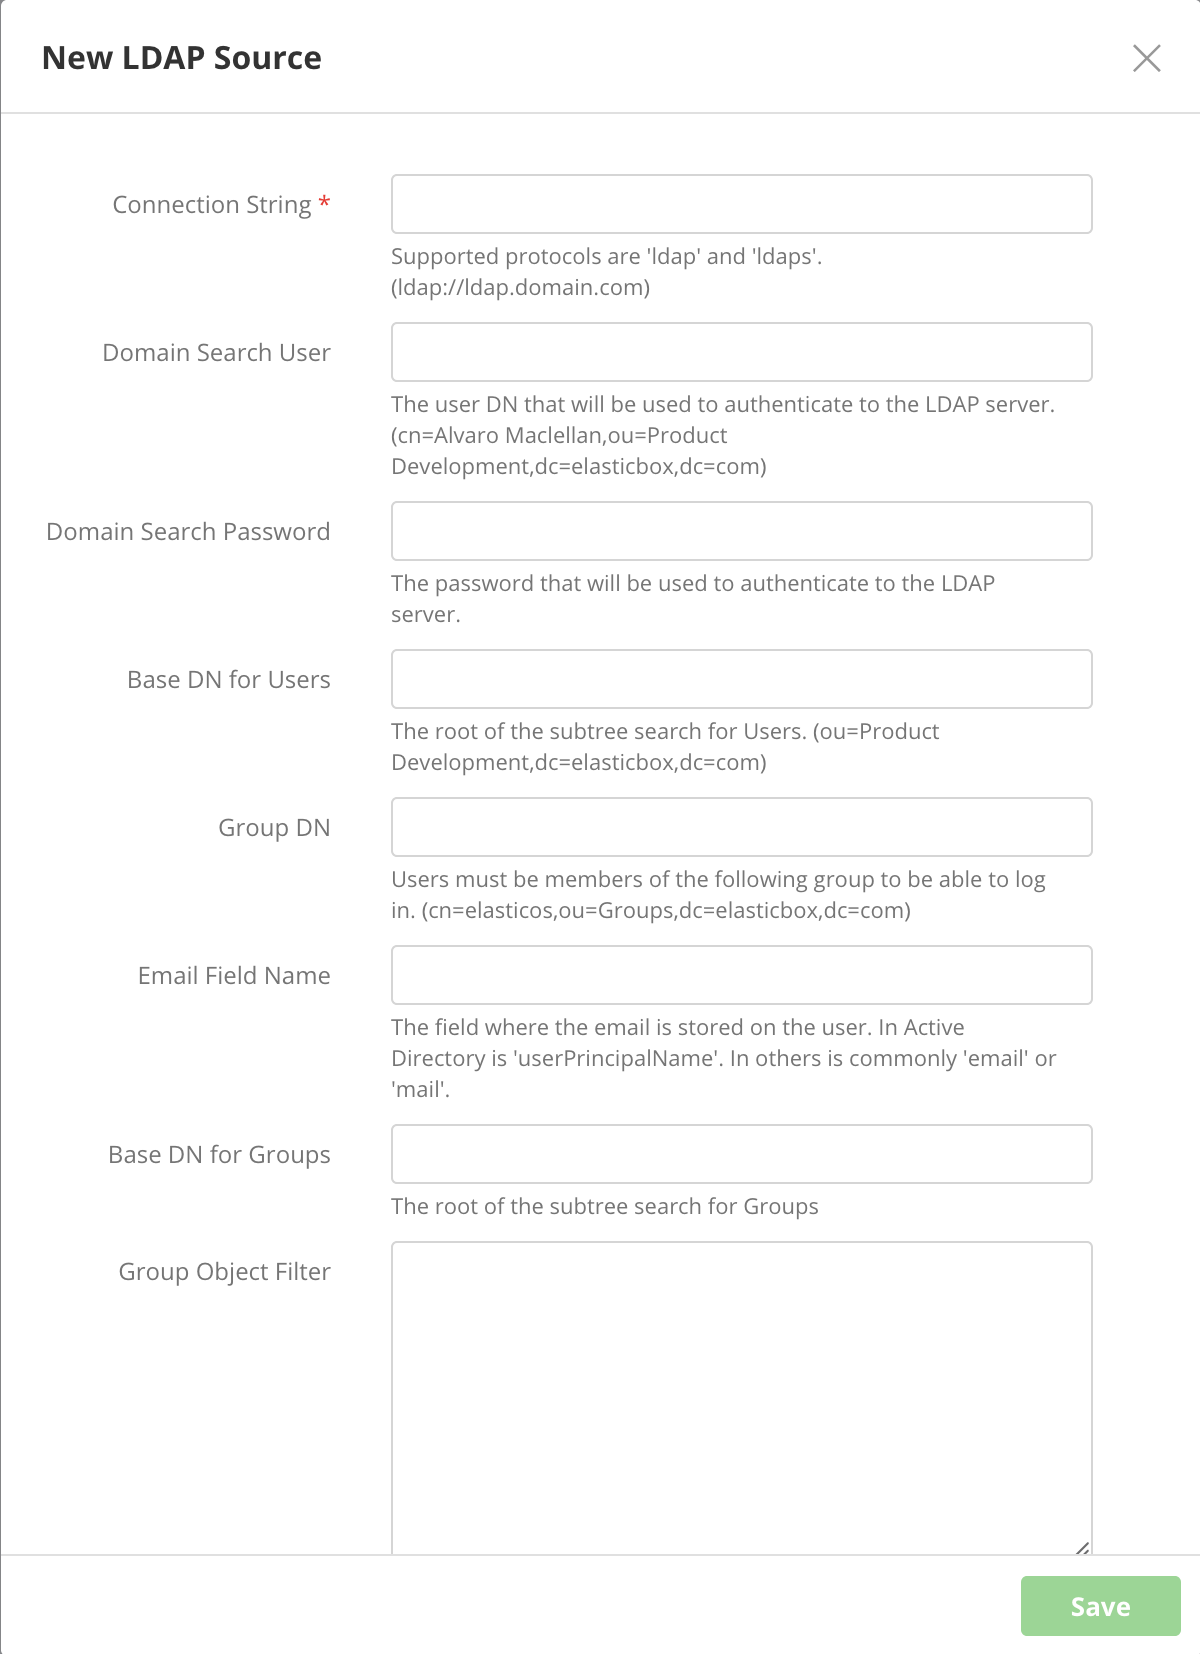 New LDAP Source
Connection String *
Supported protocols are 'ldap' and 'ldaps'.
(ldap://ldap.domain.com)
Domain Search User
The user DN that will be used to authenticate to the LDAP server.
(cn=Alvaro Maclellan,ou=Product
Development,dc=elasticbox,dc=com)
Domain Search Password
The password that will be used to authenticate to the LDAP
server.
Base DN for Users
The root of the subtree search for Users. (ou=Product
Development,dc=elasticbox,dc=com)
Group DN
Users must be members of the following group to be able to log
in. (cn=elasticos,ou=Groups,dc=elasticbox,dc=com)
Email Field Name
The field where the email is stored on the user. In Active
Directory is 'userPrincipalName'. In others is commonly 'email' or
'mail'.
Base DN for Groups
The root of the subtree search for Groups
Group Object Filter
Save